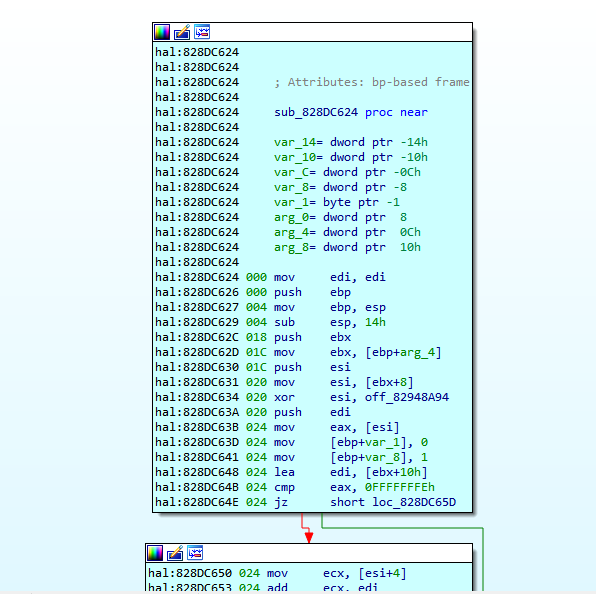 hal:828DC624
hal:828DC624
hal:828DC624 ; Attributes: bp-based frame
hal:828DC624
hal:828DC624 sub_828DC624 proc near
hal:828DC624
hal:828DC624 var_14= dword ptr -14h
hal:828DC624 var_10= dword ptr -10h
hal:828DC624 var_C= dword ptr -0Ch
hal:828DC624 var_8= dword ptr -8
hal:828DC624 var_1= byte ptr -1
hal:828DC624 arg_0= dword ptr 8
hal:828DC624 arg_4= dword ptr 0Ch
hal:828DC624 arg_8= dword ptr 10h
hal:828DC624
hal:828DC624 000 mov edi, edi
hal:828DC626 000 push ebp
hal:828DC627 004 mov ebp, esp
hal:828DC629 004 sub esp, 14h
hal:828DC62C 018 push ebx
hal:828DC62D 01C mov ebx, [ebp+arg_4]
hal:828DC630 01C push esi
hal:828DC631 020 mov esi, [ebx+8]
hal:828DC634 020 xor esi, off_82948A94
hal:828DC63A 020 push edi
hal:828DC63B 024 mov eax, [esi]
hal:828DC63D 024 mov [ebp+var_1], 0
hal:828DC641 024 mov [ebp+var_8], 1
hal:828DC648 024 lea edi, [ebx+10h]
hal:828DC64B 024 cmp eax, 0FFFFFFFEh
hal:828DC64E 024 jz short loc_828DC65D
hal:828DC650 024 mov ecx, [esi+4]
hal:828DC653 024 add ecx, edi